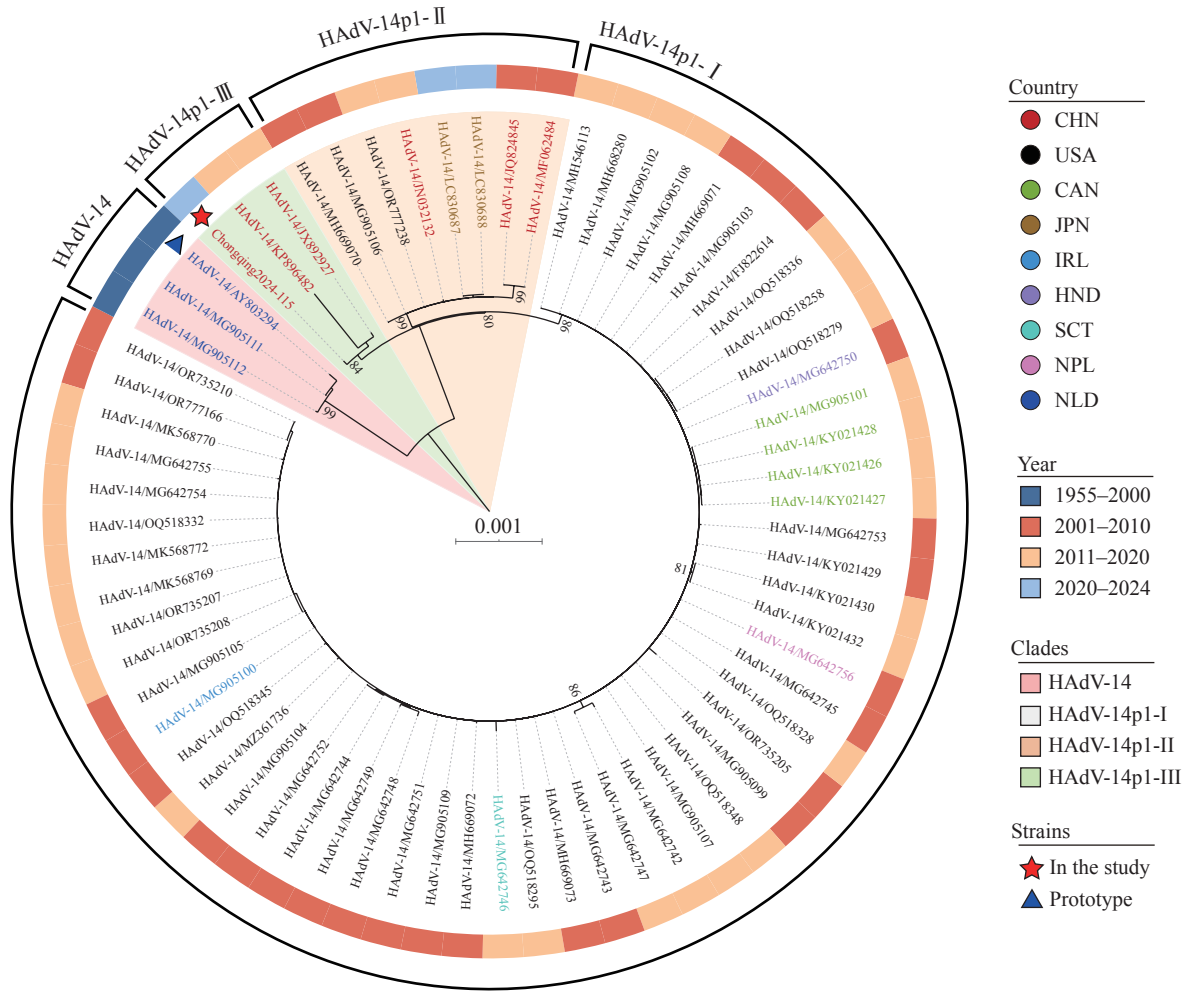 HAdV-14p1-Ⅱ
HAdV-14p1-Ⅰ
HAdV-14p1-Ⅲ
HAdV-14
HAdV-14/MH546113
HAdV-14/MH668280
HAdV-14/MG905102
HAdV-14/MG905108
HAdV-14/MH669071
HAdV-14/MG905103
HAdV-14/FJ822614
HAdV-14/OQ518336
HAdV-14/OQ518258
HAdV-14/OQ518279
HAdV-14/MG642750
HAdV-14/MG905101
HAdV-14/KY021428
HAdV-14/KY021426
HAdV-14/KY021427
HAdV-14/MG642753
HAdV-14/KY021429
HAdV-14/KY021430
HAdV-14/KY021432
HAdV-14/MG642756
HAdV-14/MG642745
HAdV-14/OQ518328
HAdV-14/OR735205
HAdV-14/MG905099
HAdV-14/OQ518348
HAdV-14/MG905107
HAdV-14/MG642742
HAdV-14/MG642747
HAdV-14/MG642743
HAdV-14/MH669073
HAdV-14/OQ518295
HAdV-14/MG642746
HAdV-14/MH669072
HAdV-14/MG905109
HAdV-14/MG642751
HAdV-14/MG642748
HAdV-14/MG642749
HAdV-14/MG642744
HAdV-14/MG642752
HAdV-14/MG905104
HAdV-14/MZ361736
HAdV-14/OQ518345
HAdV-14/MG905100
HAdV-14/MG905105
HAdV-14/OR735208
HAdV-14/OR735207
HAdV-14/MK568769
HAdV-14/MK568772
HAdV-14/OQ518332
HAdV-14/MG642754
HAdV-14/MG642755
HAdV-14/MK568770
HAdV-14/OR777166
HAdV-14/OR735210
HAdV-14/MG905112
HAdV-14/MG905111
HAdV-14/AY803294
Chongqing2024-115
HAdV-14/KP896482
HAdV-14/JX892927
HAdV-14/MH669070
HAdV-14/MG905106
HAdV-14/OR777238
HAdV-14/JN032132
HAdV-14/LC830687
HAdV-14/LC830688
HAdV-14/JQ824845
HAdV-14/MF062484
99
99
80
98
84
99
81
86
0.001
Country
CHN
USA
CAN
JPN
IRL
HND
SCT
NPL
NLD
Year
1955–2000
2001–2010
2011–2020
2020–2024
Clades
HAdV-14
HAdV-14p1-I
HAdV-14p1-II
HAdV-14p1-III
Strains
In the study
Prototype